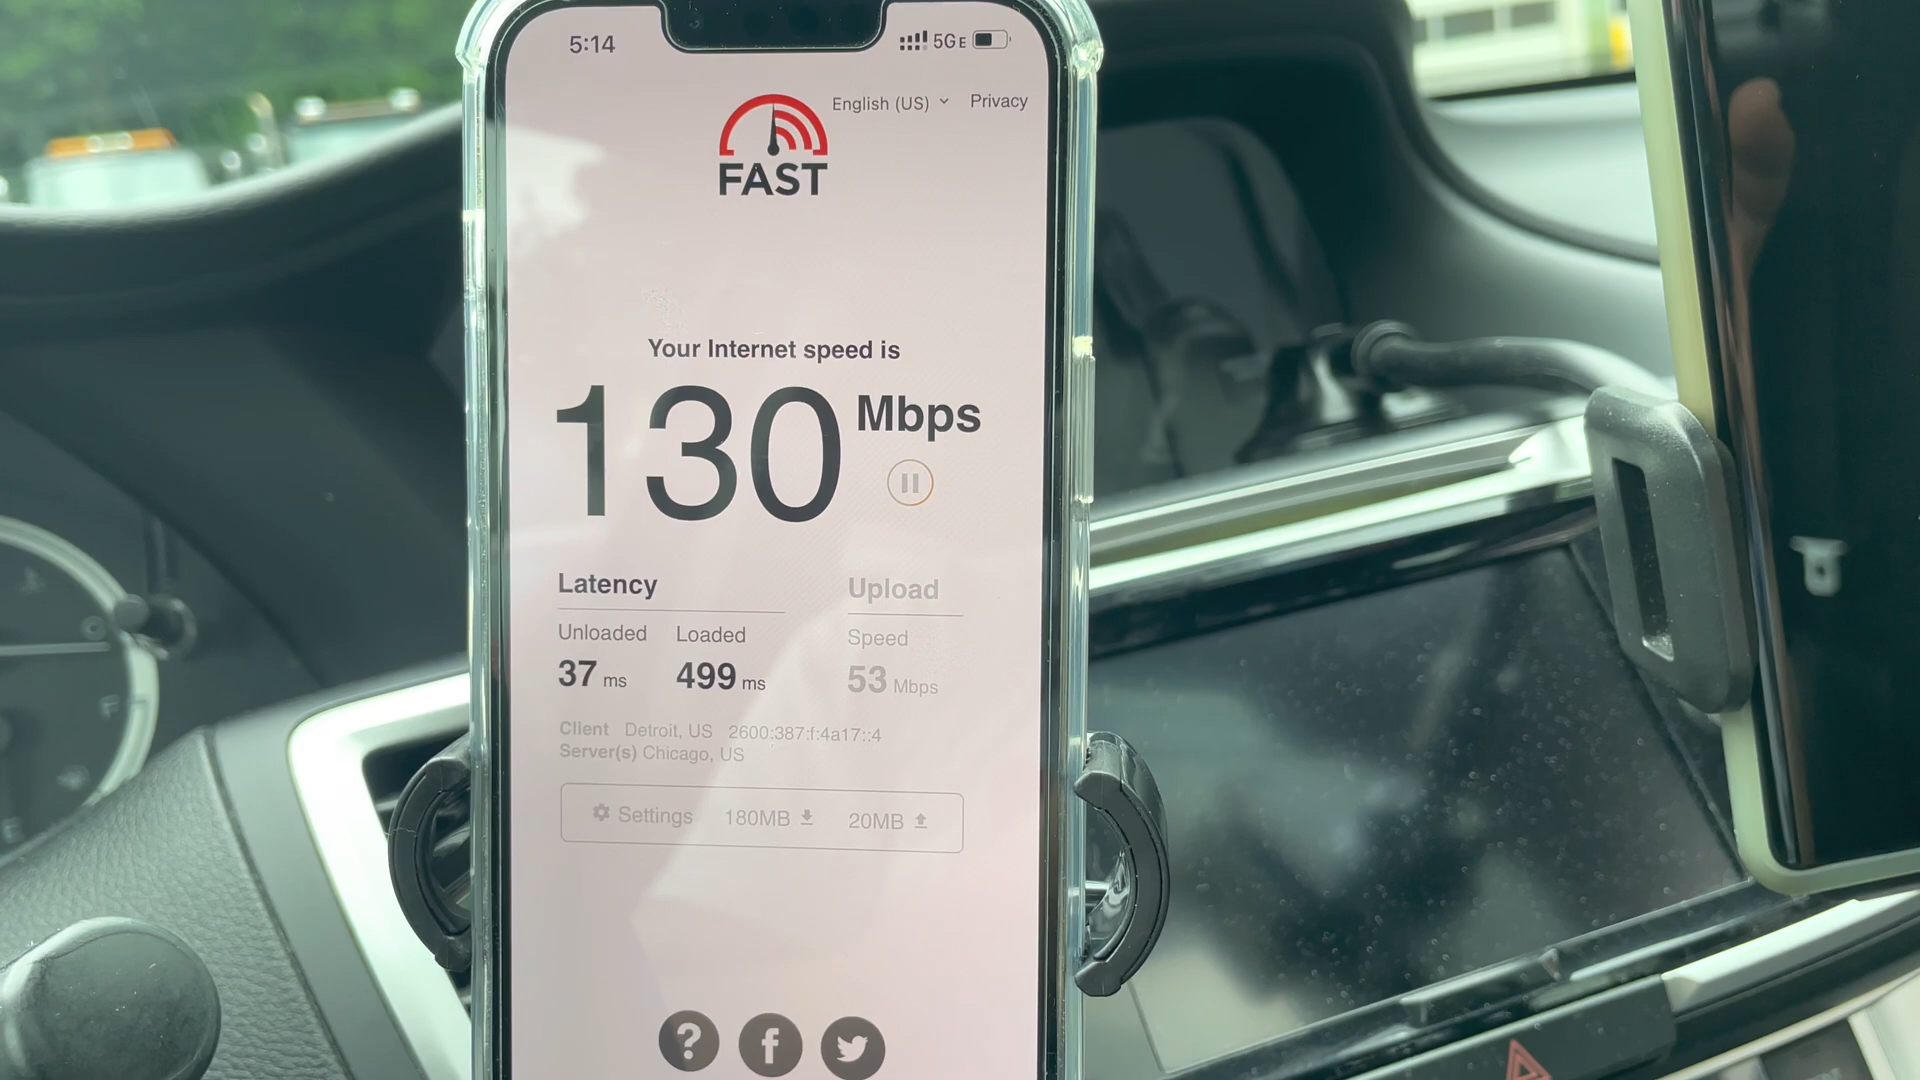 5:14 5GE
English (US) Privacy
FAST
Your Internet speed is
130 Mbps
Latency Upload
Unloaded Loaded Speed
37 ms 499 ms 53 Mbps
Client Detroit, US 2600:387:f:4a17::4
Server(s) Chicago, US
Settings 180MB 20MB
? f